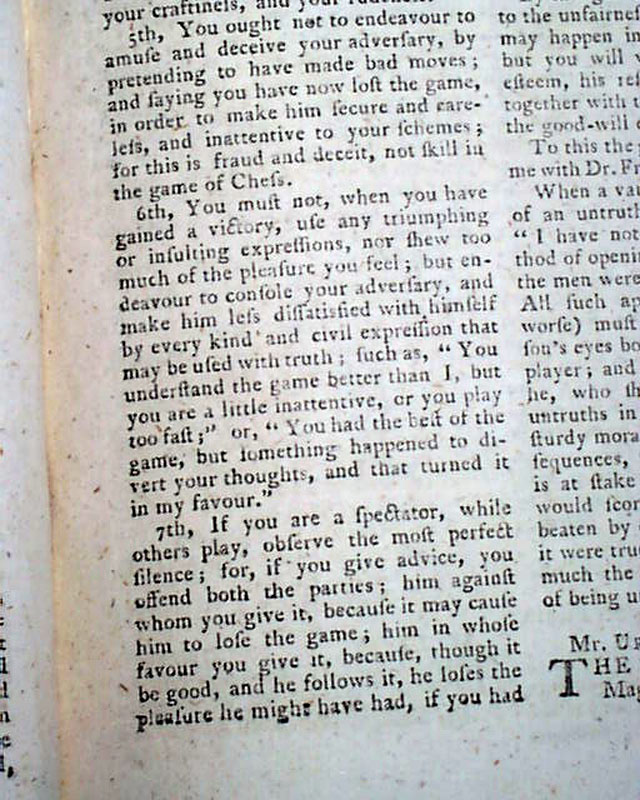 your craftiness, and your
5th, You ought not to endeavour to
amuſe and deceive your adverſary, by
pretending to have made bad moves;
and ſaying you have now loſt the game,
in order to make him ſecure and care-
leſs, and inattentive to your ſchemes;
for this is fraud and deceit, not ſkill in
the game of Cheſs.
6th, You muſt not, when you have
gained a victory, uſe any triumphing
or inſulting expreſſions, nor ſhew too
much of the pleaſure you feel; but en-
deavour to conſole your adverſary, and
make him leſs diſſatisfied with himſelf
by every kind and civil expreſſion that
may be uſed with truth; ſuch as, “ You
underſtand the game better than I, but
you are a little inattentive, or you play
too faſt;” or, “ You had the beſt of the
game, but ſomething happened to di-
vert your thoughts, and that turned it
in my favour.”
7th, If you are a ſpectator, while
others play, obſerve the moſt perfect
ſilence; for, if you give advice, you
offend both the parties; him againſt
whom you give it, becauſe it may cauſe
him to loſe the game; him in whoſe
favour you give it, becauſe, though it
be good, and he follows it, he loſes the
pleaſure he might have had, if you had
to the unfairne
may happen in
but you will
eſteem, his
together with
the good-will
To this the
me with Dr. Fr
When a va
of an untrut
“ I have not
thod of openi
the men were
All ſuch ap
worſe) muſt
ſon's eyes bo
player; and
he, who ſh
untruths in
ſturdy mora
ſequences,
is at ſtake
would ſcor
beaten by
it were tru
much the
of being u
Mr. UR
THE
Mag